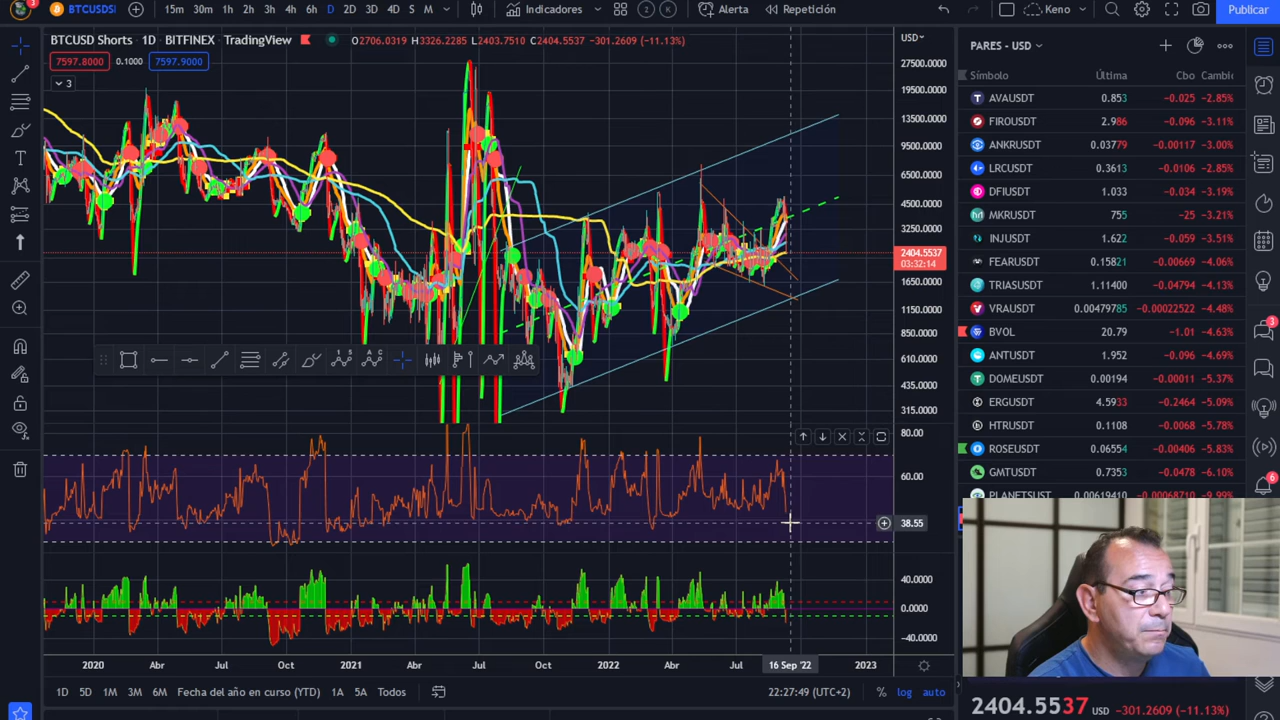 3
BTCUSDS
15m 30m 1h 2h 3h 4h 6h D 2D 3D 4D S M
Indicadores
2 K
Alerta
Repetición
Keno
Publicar
BTCUSD Shorts · 1D · BITFINEX · TradingView
O2706.0319 H3326.2285 L2403.7510 C2404.5537 -301.2609 (-11.13%)
7597.8000 0.1000 7597.9000
3
USD
27500.0000
19500.0000
13500.0000
9500.0000
6500.0000
4500.0000
3250.0000
2404.5537
03:32:14
1650.0000
1150.0000
850.0000
610.0000
435.0000
315.0000
80.00
60.00
38.55
40.0000
0.0000
-40.0000
2020 Abr Jul Oct 2021 Abr Jul Oct 2022 Abr Jul 16 Sep '22 2023
1D 5D 1M 3M 6M Fecha del año en curso (YTD) 1A 5A Todos
22:27:49 (UTC+2) % log auto
PARES - USD
Símbolo Última Cbo Cambio
AVAUSDT 0.853 -0.025 -2.85%
FIROUSDT 2.986 -0.096 -3.11%
ANKRUSDT 0.03779 -0.00117 -3.00%
LRCUSDT 0.3613 -0.0106 -2.85%
DFIUSDT 1.033 -0.034 -3.19%
MKRUSDT 755 -25 -3.21%
INJUSDT 1.622 -0.059 -3.51%
FEARUSDT 0.15821 -0.00669 -4.06%
TRIASUSDT 1.11400 -0.04794 -4.13%
VRAUSDT 0.00479785 -0.00022522 -4.48%
BVOL 20.79 -1.01 -4.63%
ANTUSDT 1.952 -0.096 -4.69%
DOMEUSDT 0.00194 -0.00011 -5.37%
ERGUSDT 4.5933 -0.2464 -5.09%
HTRUSDT 0.1108 -0.0068 -5.78%
ROSEUSDT 0.06554 -0.00406 -5.83%
GMTUSDT 0.7353 -0.0478 -6.10%
PLANETSUST 0.00619410 -0.00068710 -9.99%
3
6
2404.5537 USD -301.2609 (-11.13%)